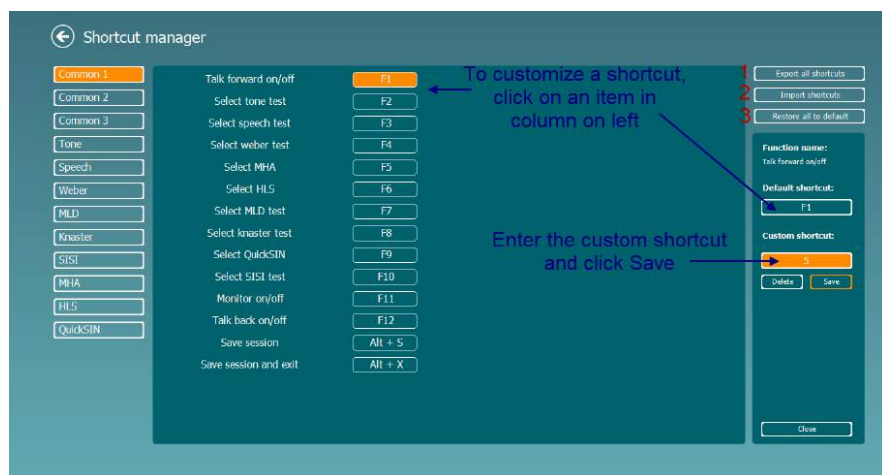 Shortcut manager
Common 1
Common 2
Common 3
Tone
Speech
Weber
MLD
Knaster
SISI
MHA
HLS
QuickSIN
Talk forward on/off F1
Select tone test F2
Select speech test F3
Select weber test F4
Select MHA F5
Select HLS F6
Select MLD test F7
Select knaster test F8
Select QuickSIN F9
Select SISI test F10
Monitor on/off F11
Talk back on/off F12
Save session Alt + S
Save session and exit Alt + X
To customize a shortcut,
click on an item in
column on left
Enter the custom shortcut
and click Save
1 Export all shortcuts
2 Import shortcuts
3 Restore all to default
Function name:
Talk forward on/off
Default shortcut:
F1
Custom shortcut:
S
Delete Save
Close